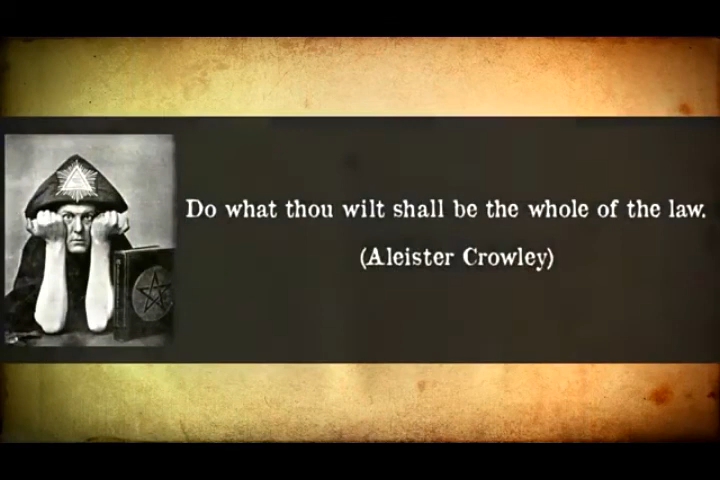 Do what thou wilt shall be the whole of the law.
(Aleister Crowley)